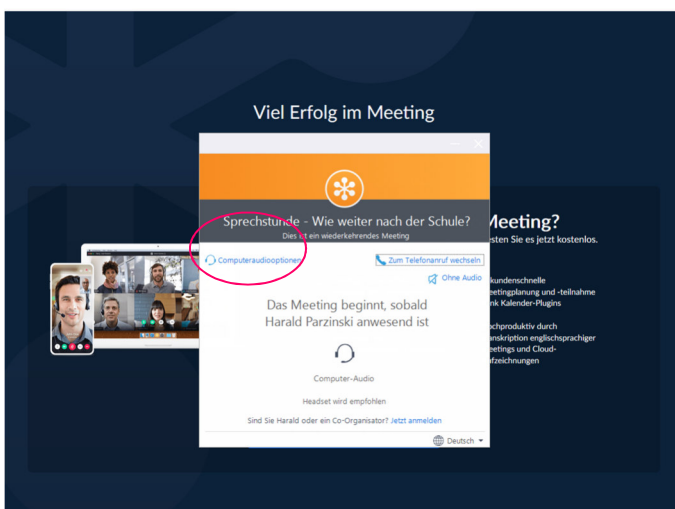 Viel Erfolg im Meeting
Sprechstunde - Wie weiter nach der Schule?
Dies ist ein wiederkehrendes Meeting
Computeraudiooptionen
Zum Telefonanruf wechseln
Ohne Audio
Das Meeting beginnt, sobald
Harald Parzinski anwesend ist
Computer-Audio
Headset wird empfohlen
Sind Sie Harald oder ein Co-Organisator? Jetzt anmelden
Deutsch
Meeting?
sten Sie es jetzt kostenlos.
kundenschnelle
eetingplanung und -teilnahme
nk Kalender-Plugins
ochproduktiv durch
anskription englischsprachiger
eetings und Cloud-
fzeichnungen